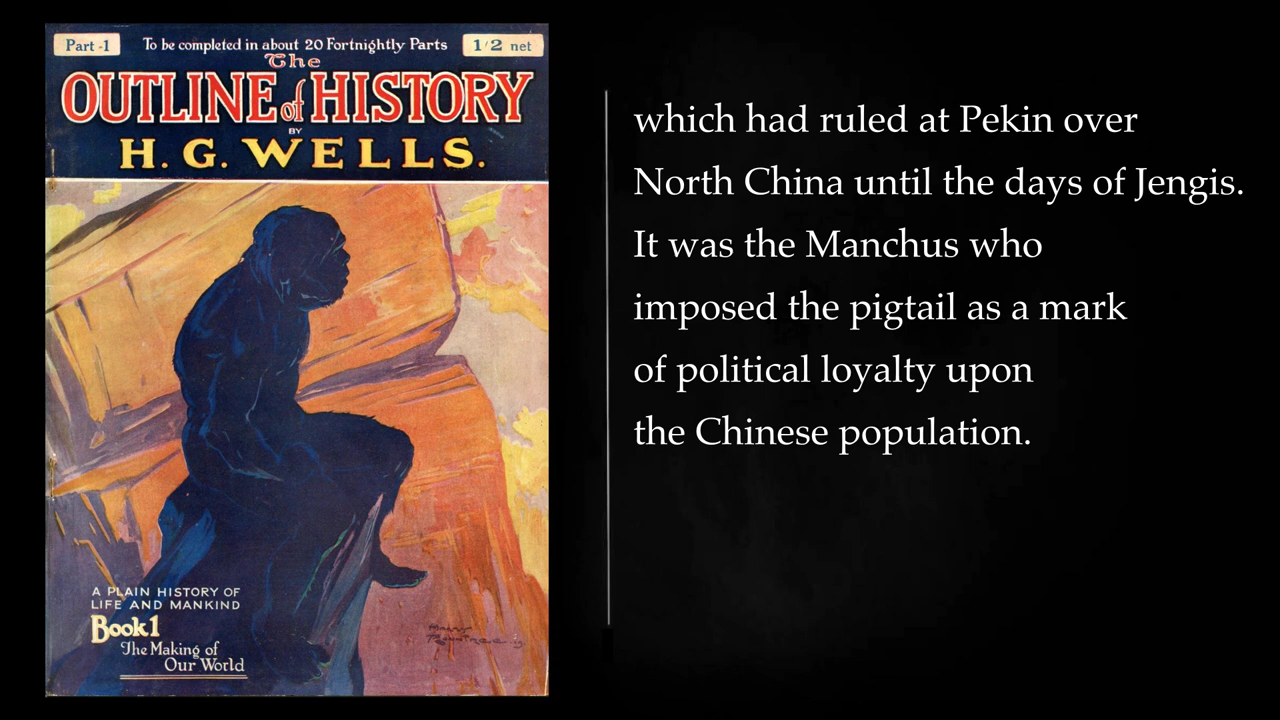 Part -1
To be completed in about 20 Fortnightly Parts
1/2 net
The
OUTLINE of HISTORY
BY
H. G. WELLS.
A PLAIN HISTORY OF
LIFE AND MANKIND
Book 1
The Making of
Our World
which had ruled at Pekin over
North China until the days of Jengis.
It was the Manchus who
imposed the pigtail as a mark
of political loyalty upon
the Chinese population.